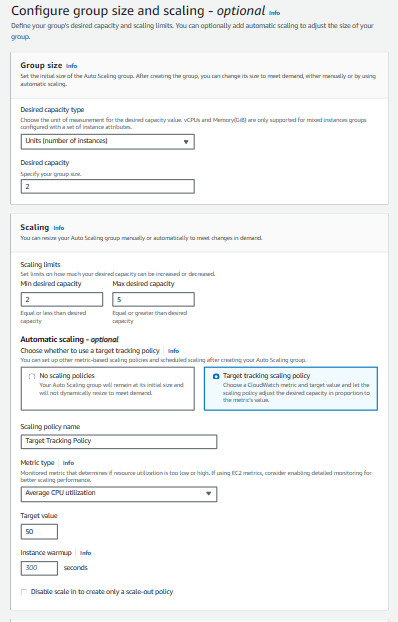 Configure group size and scaling - optional Info
Define your group's desired capacity and scaling limits. You can optionally add automatic scaling to adjust the size of your
group.
Group size Info
Set the initial size of the Auto Scaling group. After creating the group, you can change its size to meet demand, either manually or by using
automatic scaling.
Desired capacity type
Choose the unit of measurement for the desired capacity value. vCPUs and Memory(GiB) are only supported for mixed instances groups
configured with a set of instance attributes.
Units (number of instances)
Desired capacity
Specify your group size.
2
Scaling Info
You can resize your Auto Scaling group manually or automatically to meet changes in demand.
Scaling limits
Set limits on how much your desired capacity can be increased or decreased.
Min desired capacity Max desired capacity
2 5
Equal or less than desired Equal or greater than desired
capacity capacity
Automatic scaling - optional
Choose whether to use a target tracking policy Info
You can set up other metric-based scaling policies and scheduled scaling after creating your Auto Scaling group.
No scaling policies Target tracking scaling policy
Your Auto Scaling group will remain at its initial size and Choose a CloudWatch metric and target value and let the
will not dynamically resize to meet demand. scaling policy adjust the desired capacity in proportion to
the metric's value.
Scaling policy name
Target Tracking Policy
Metric type Info
Monitored metric that determines if resource utilization is too low or high. If using EC2 metrics, consider enabling detailed monitoring for
better scaling performance.
Average CPU utilization
Target value
50
Instance warmup Info
300 seconds
Disable scale in to create only a scale-out policy